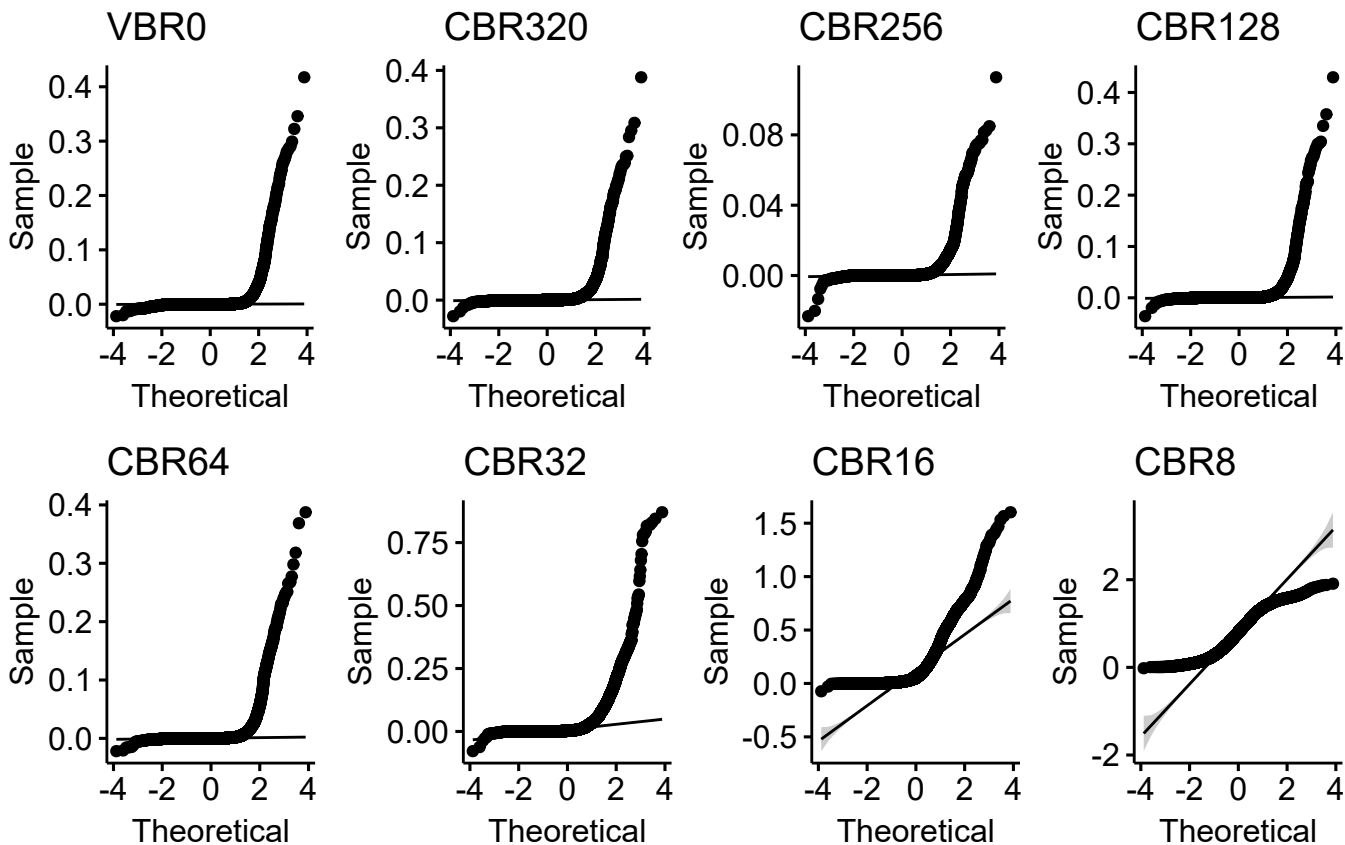 VBR0 CBR320 CBR256 CBR128
0.4
0.3
0.2
0.1
0.0
Sample
-4 -2 0 2 4
Theoretical
0.4
0.3
0.2
0.1
0.0
Sample
-4 -2 0 2 4
Theoretical
0.08
0.04
0.00
Sample
-4 -2 0 2 4
Theoretical
0.4
0.3
0.2
0.1
0.0
Sample
-4 -2 0 2 4
Theoretical
CBR64 CBR32 CBR16 CBR8
0.4
0.3
0.2
0.1
0.0
Sample
-4 -2 0 2 4
Theoretical
0.75
0.50
0.25
0.00
Sample
-4 -2 0 2 4
Theoretical
1.5
1.0
0.5
0.0
-0.5
Sample
-4 -2 0 2 4
Theoretical
2
0
-2
Sample
-4 -2 0 2 4
Theoretical